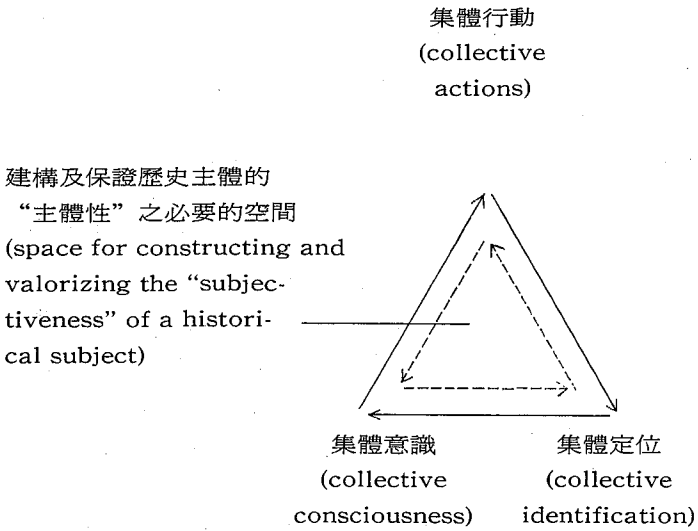 集體行動
(collective
actions)
建構及保證歷史主體的
“主體性”之必要的空間
(space for constructing and
valorizing the “subjec-
tiveness” of a histori-
cal subject)
集體意識
(collective
consciousness)
集體定位
(collective
identification)